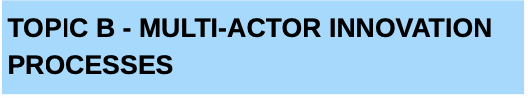 TOPIC B - MULTI-ACTOR INNOVATION
PROCESSES